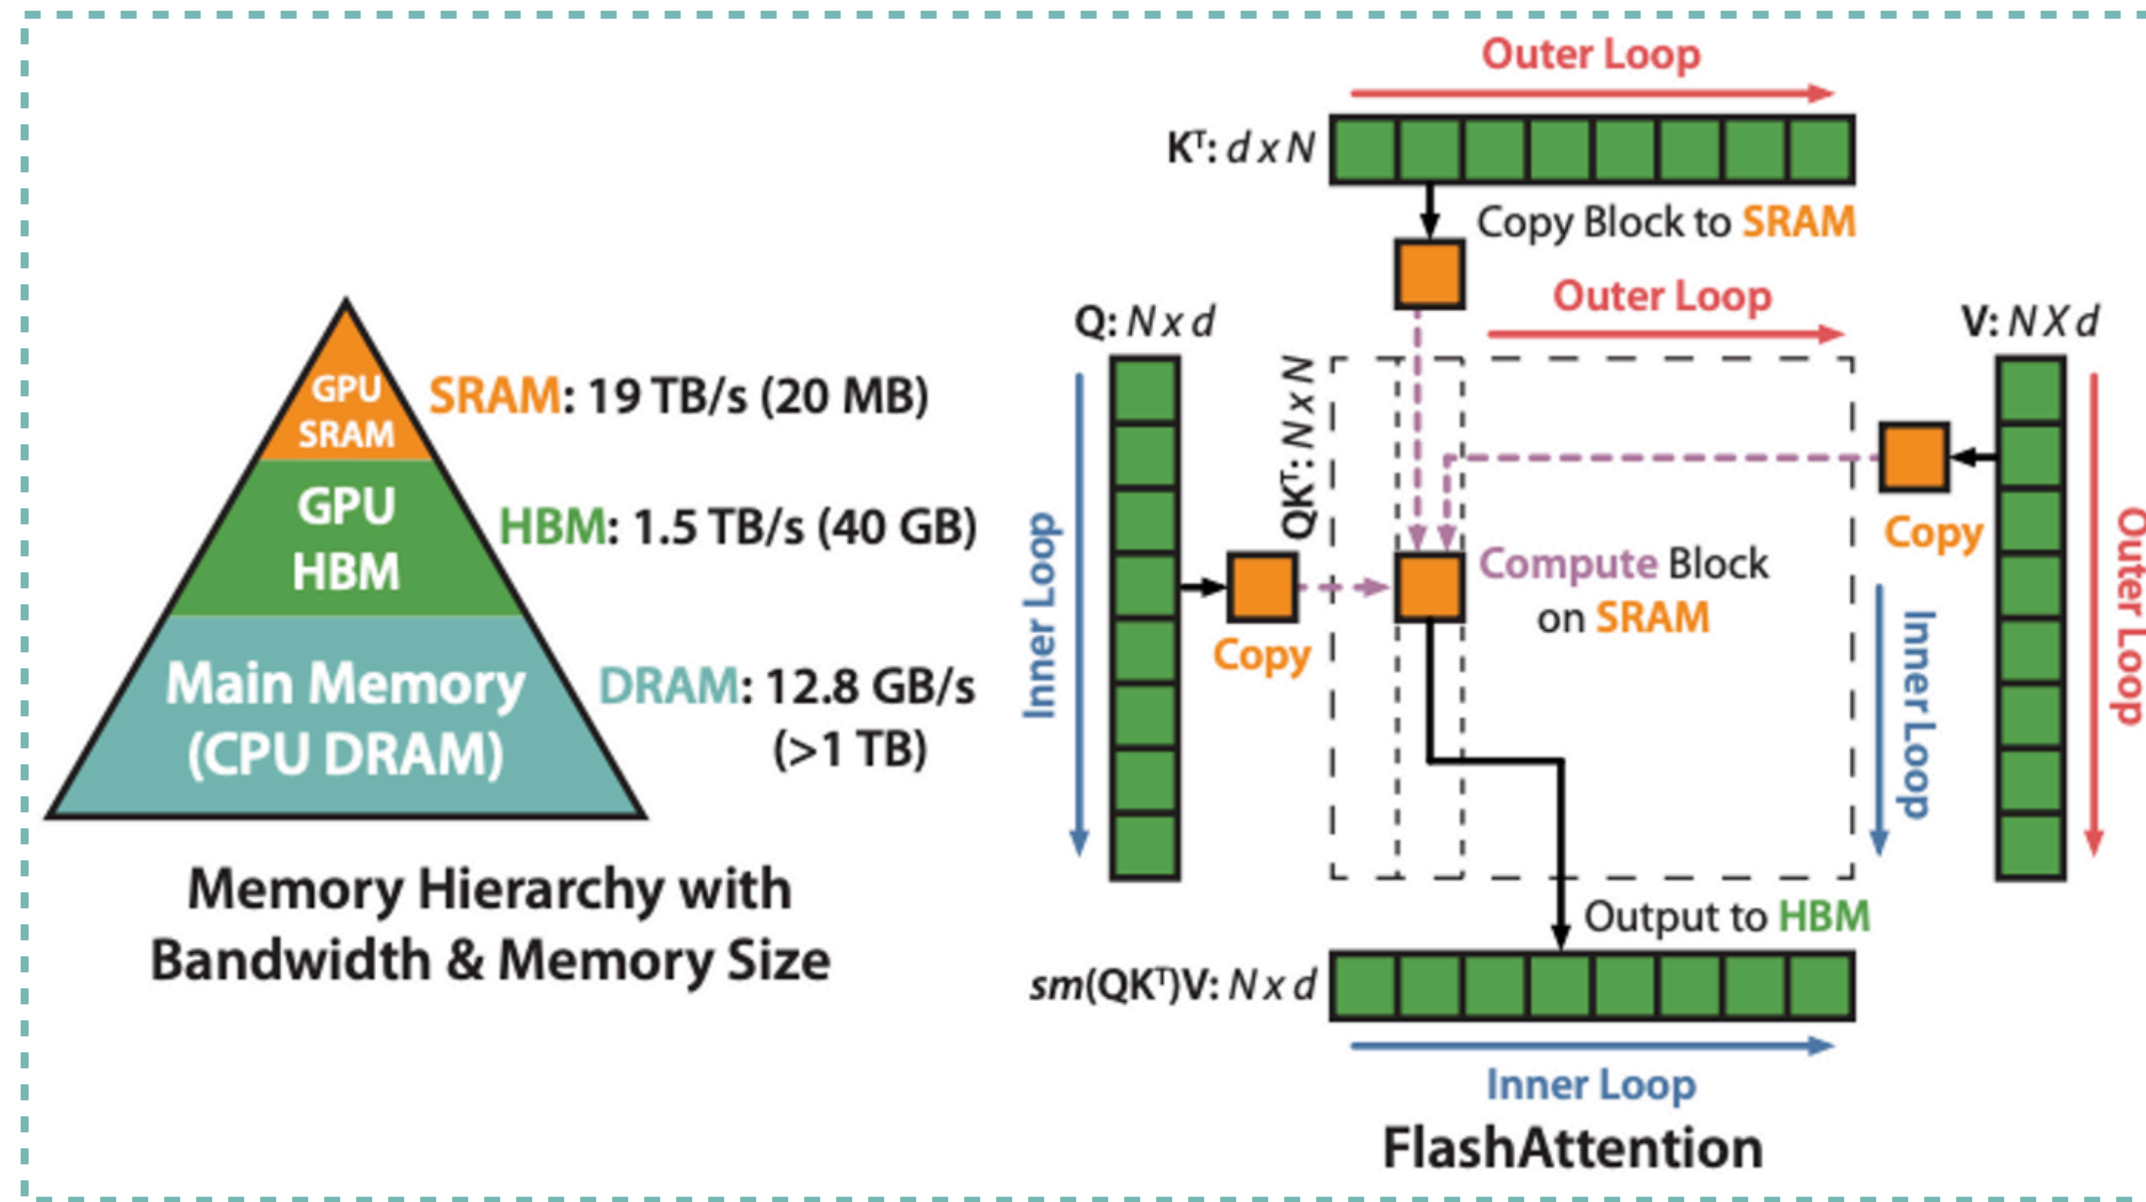 GPU
SRAM
SRAM: 19 TB/s (20 MB)
GPU
HBM
HBM: 1.5 TB/s (40 GB)
Main Memory
(CPU DRAM)
DRAM: 12.8 GB/s
(>1 TB)
Memory Hierarchy with
Bandwidth & Memory Size
Outer Loop
Kᵀ: d x N
Copy Block to SRAM
Outer Loop
Q: N x d
V: N X d
QKᵀ: N x N
Inner Loop
Copy
Compute Block
on SRAM
Copy
Inner Loop
Outer Loop
Output to HBM
sm(QKᵀ)V: N x d
Inner Loop
FlashAttention